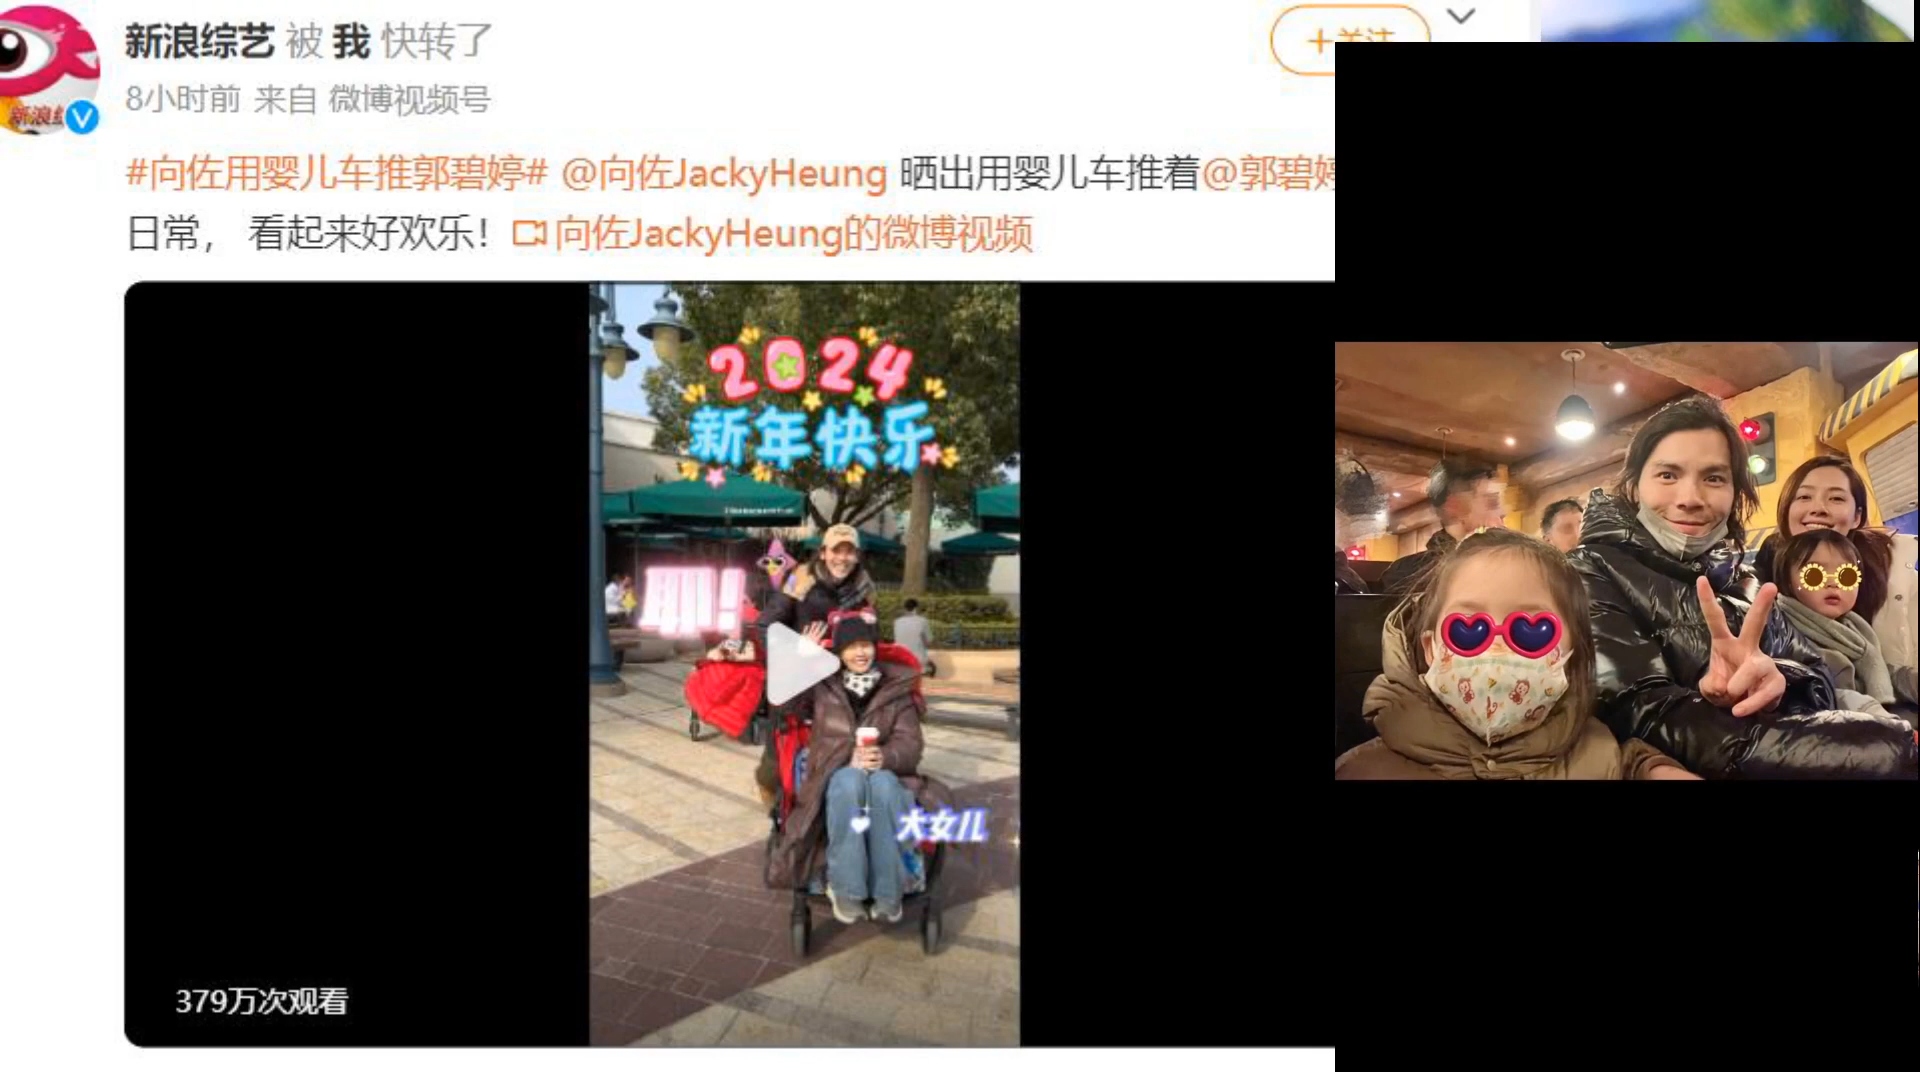 新浪综艺 被 我 快转了
8小时前 来自 微博视频号
#向佐用婴儿车推郭碧婷# @向佐JackyHeung 晒出用婴儿车推着@郭碧婷
日常， 看起来好欢乐！ 向佐JackyHeung的微博视频
2024
新年快乐
大女儿
379万次观看